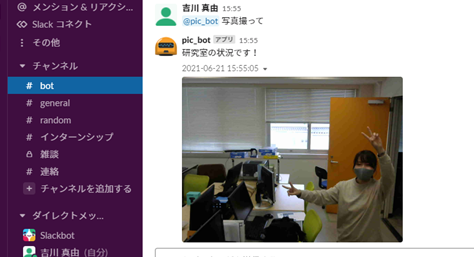 メンション & リアクシ...
Slack コネクト
その他
チャンネル
# bot
# general
# random
# インターンシップ
雑談
# 連絡
+ チャンネルを追加する
ダイレクトメッ...
Slackbot
吉川 真由 (自分)
吉川 真由 15:55
@pic_bot 写真撮って
pic_bot アプリ 15:55
研究室の状況です！
2021-06-21 15:55:05